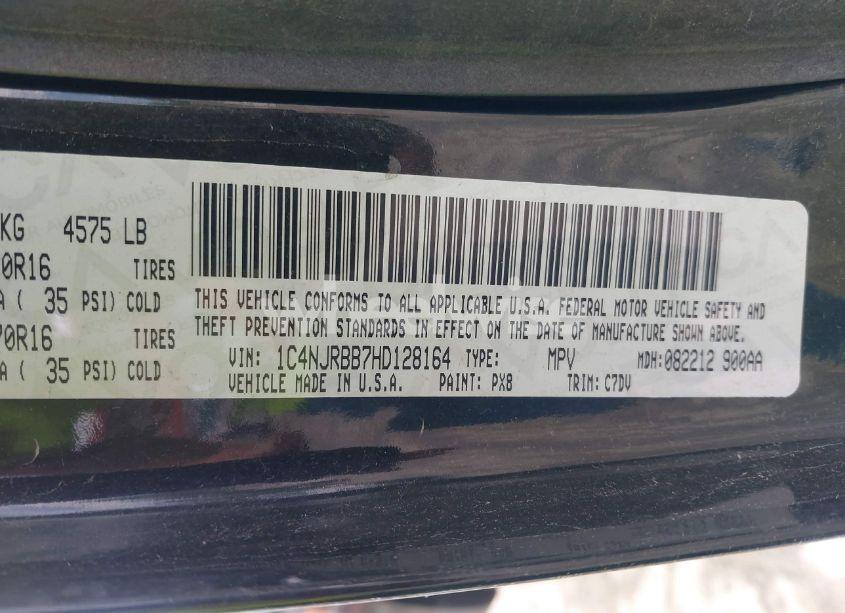 KG 4575 LB
0R16 TIRES
A ( 35 PSI) COLD
70R16 TIRES
A ( 35 PSI) COLD
THIS VEHICLE CONFORMS TO ALL APPLICABLE U.S.A. FEDERAL MOTOR VEHICLE SAFETY AND
THEFT PREVENTION STANDARDS IN EFFECT ON THE DATE OF MANUFACTURE SHOWN ABOVE.
VIN: 1C4NJRBB7HD128164 TYPE: MPV MDH:082212 900AA
VEHICLE MADE IN U.S.A. PAINT: PX8 TRIM: C7DV